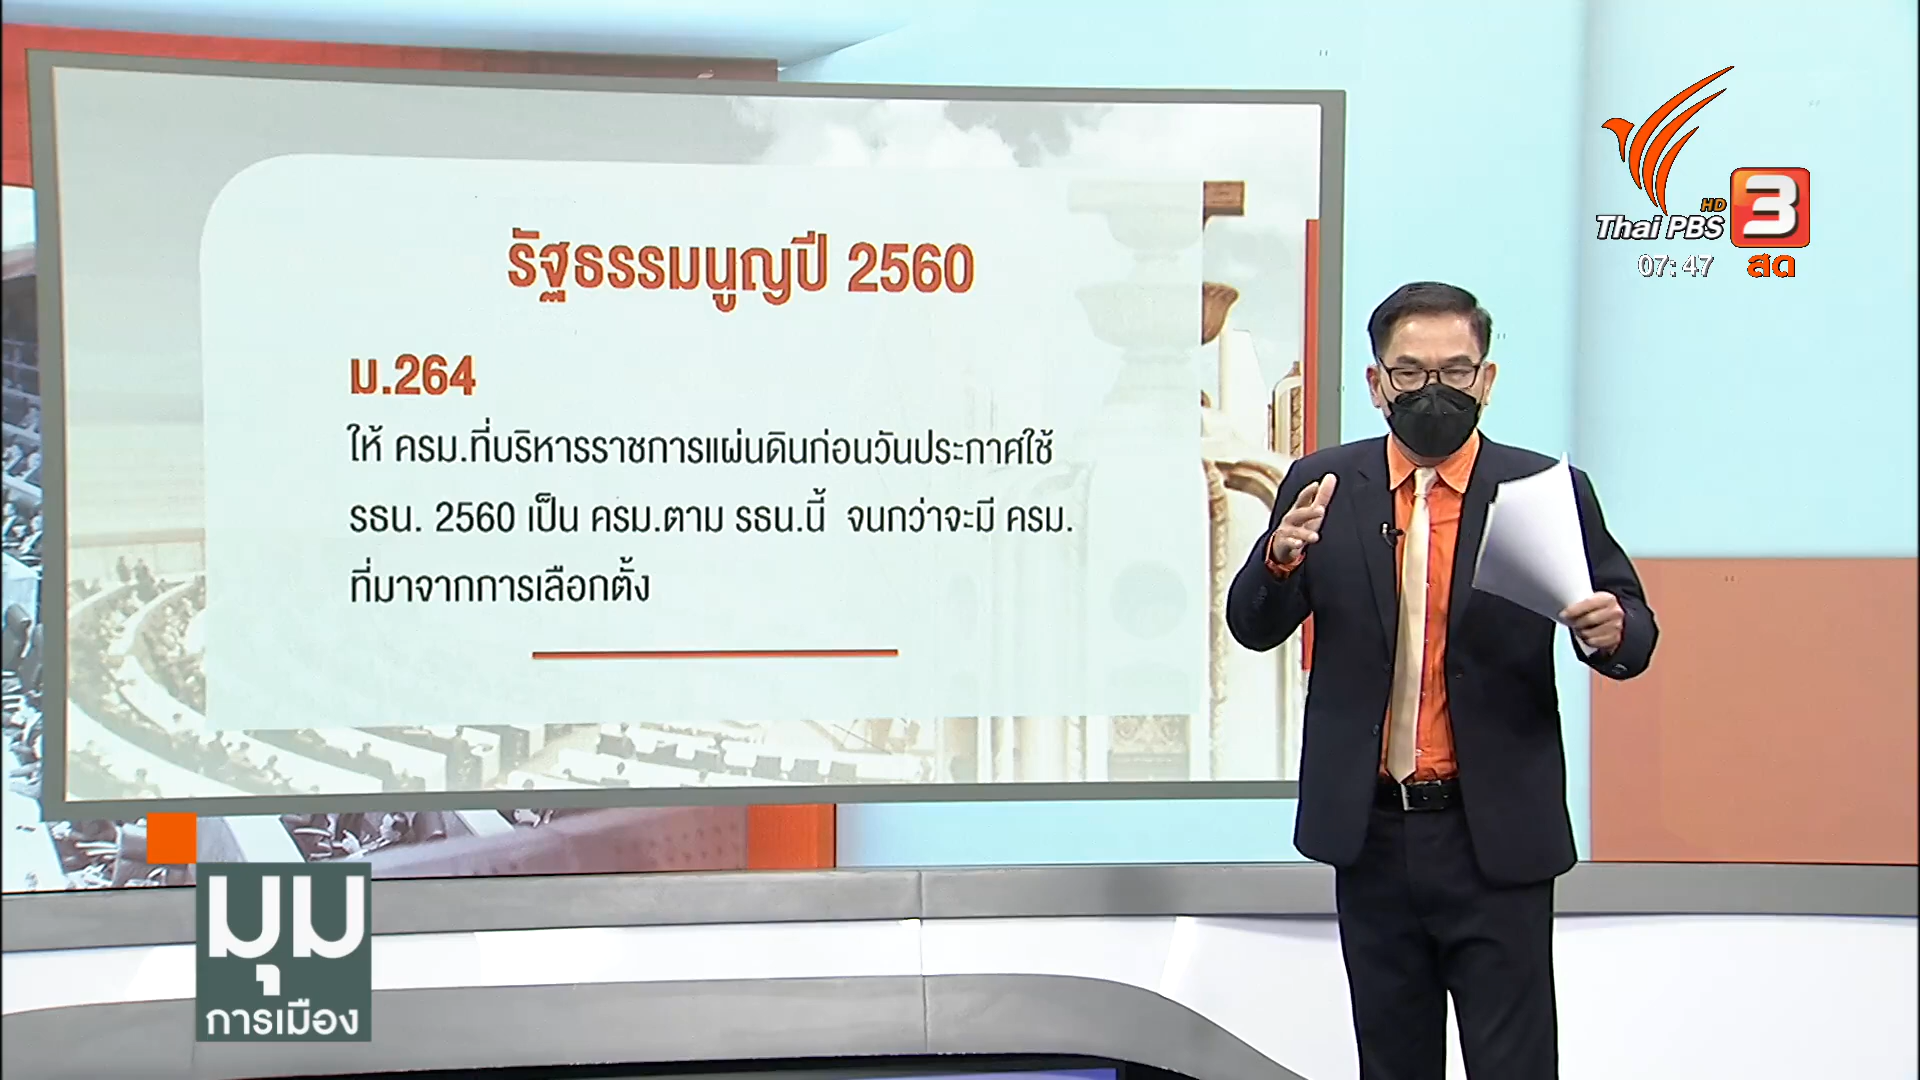 รัฐธรรมนูญปี 2560
ม.264
ให้ ครม.ที่บริหารราชการแผ่นดินก่อนวันประกาศใช้
รธน. 2560 เป็น ครม.ตาม รธน.นี้ จนกว่าจะมี ครม.
ที่มาจากการเลือกตั้ง
HD
Thai PBS 3
07:47 สด
มุม
การเมือง